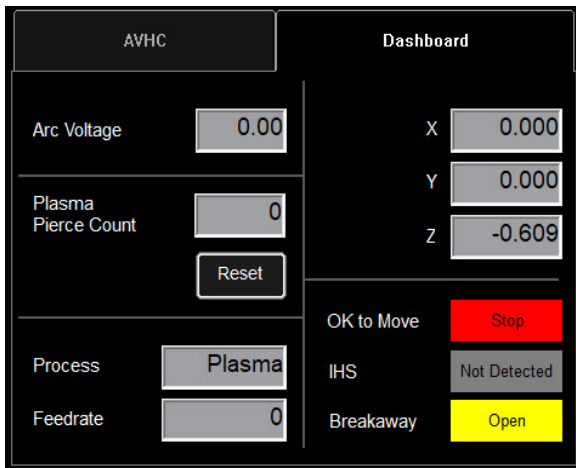 AVHC
Dashboard
Arc Voltage 0.00
Plasma
Pierce Count 0
Reset
Process Plasma
Feedrate 0
X 0.000
Y 0.000
Z -0.609
OK to Move Stop
IHS Not Detected
Breakaway Open